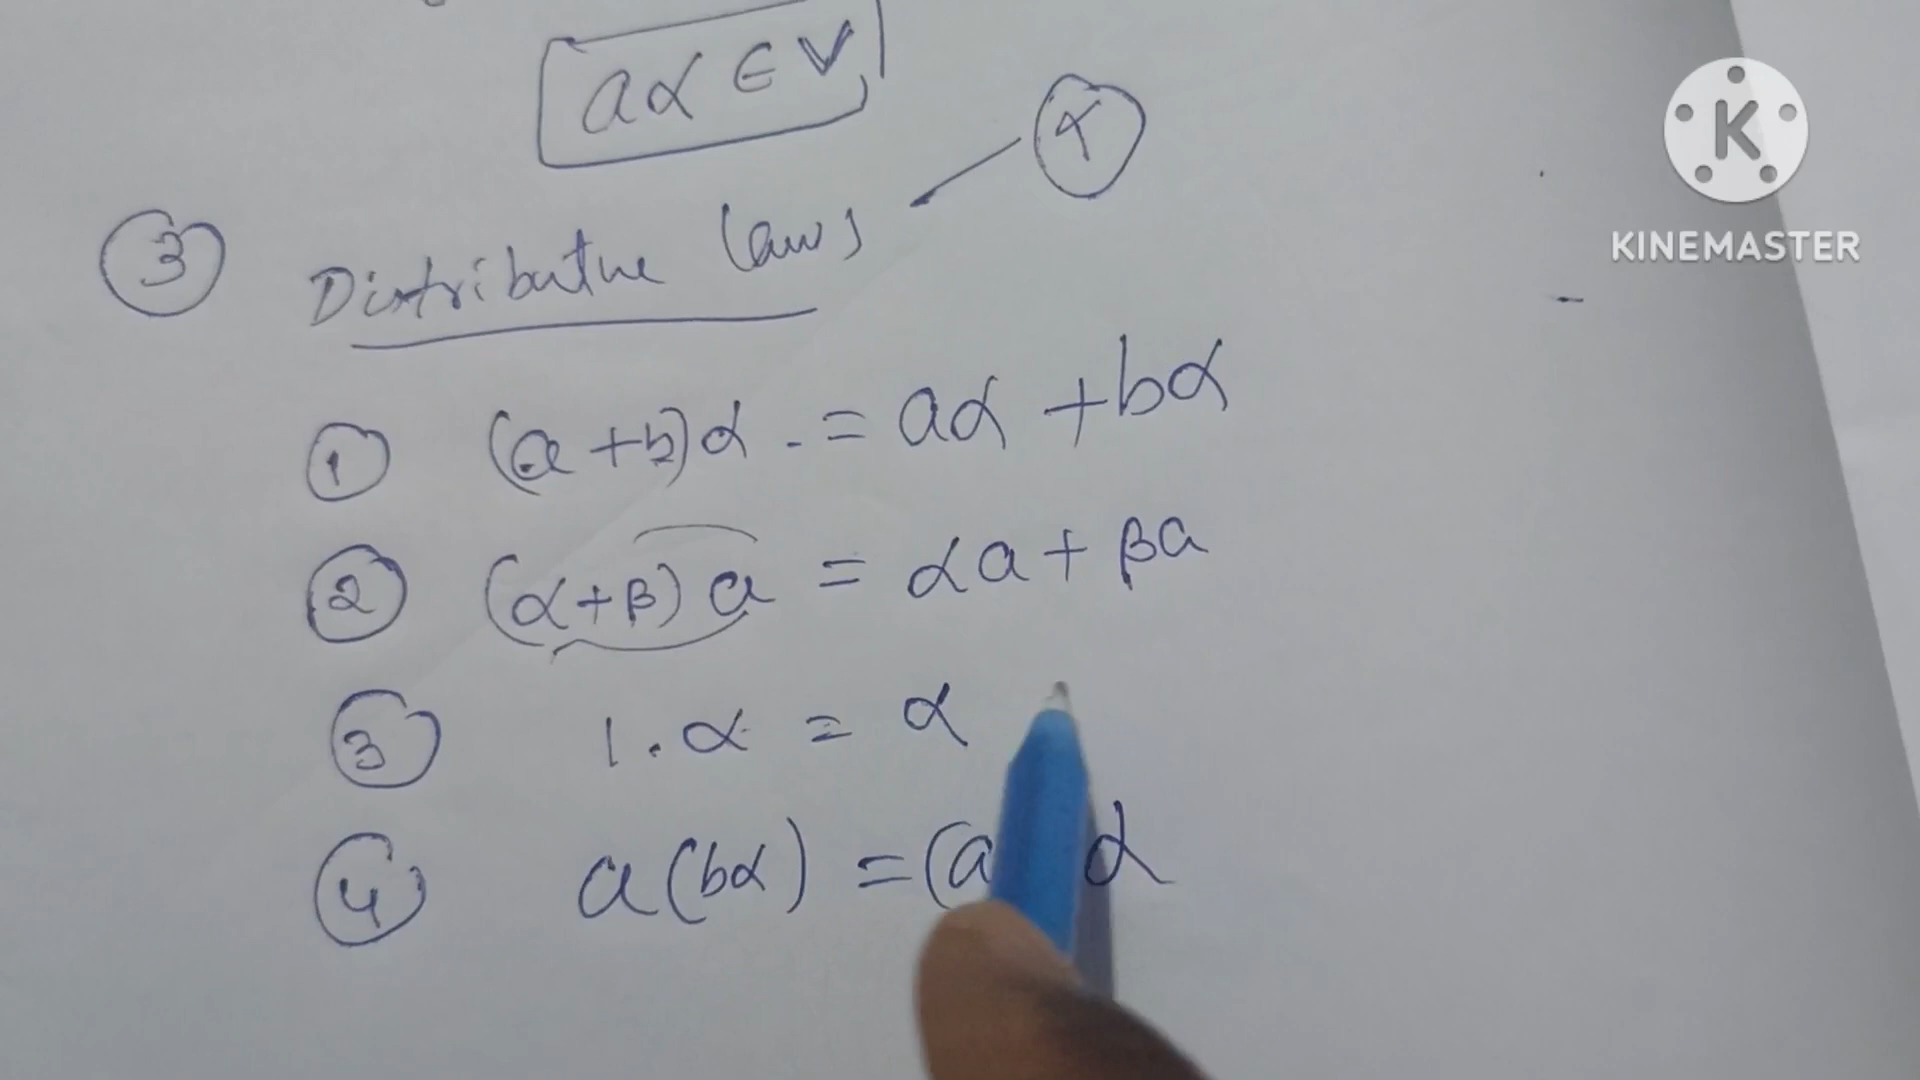 aα ∈ V
③ Distributive laws — ④
① (a+b)α . = aα + bα
② (α+β) a = αa + βa
③ 1.α = α
④ a(bα) = (a α
K
KINEMASTER